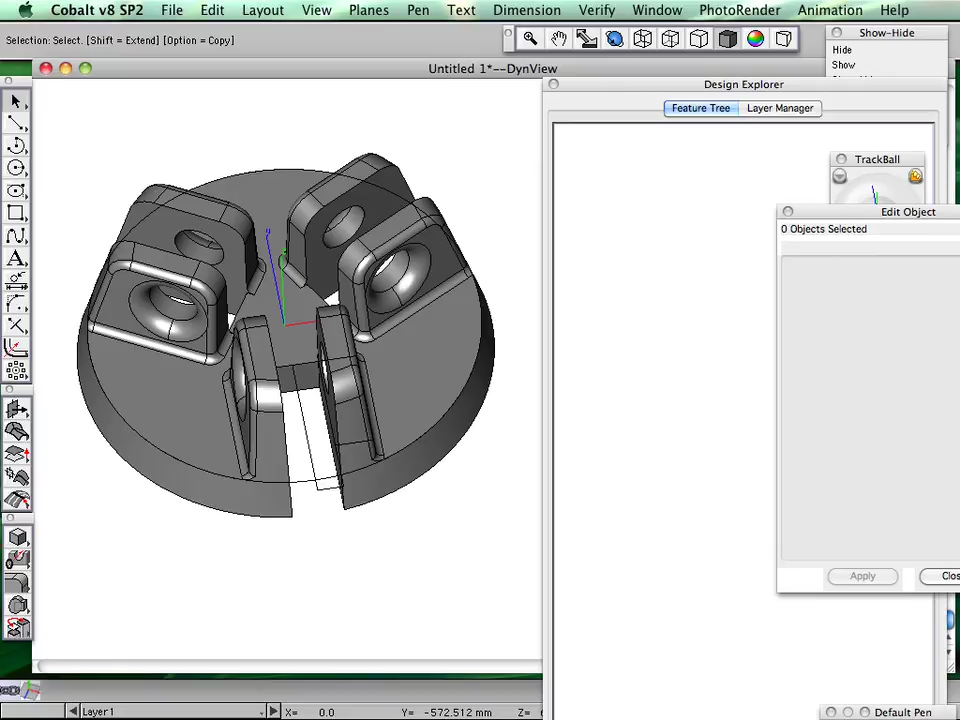 Cobalt v8 SP2 File Edit Layout View Planes Pen Text Dimension Verify Window PhotoRender Animation Help
Selection: Select. [Shift = Extend] [Option = Copy]
Show-Hide
Hide
Show
Untitled 1*--DynView
Design Explorer
Feature Tree Layer Manager
TrackBall
Edit Object
0 Objects Selected
Apply
Clos
Layer1
X= 0.0 Y= -572.512 mm Z=
Default Pen